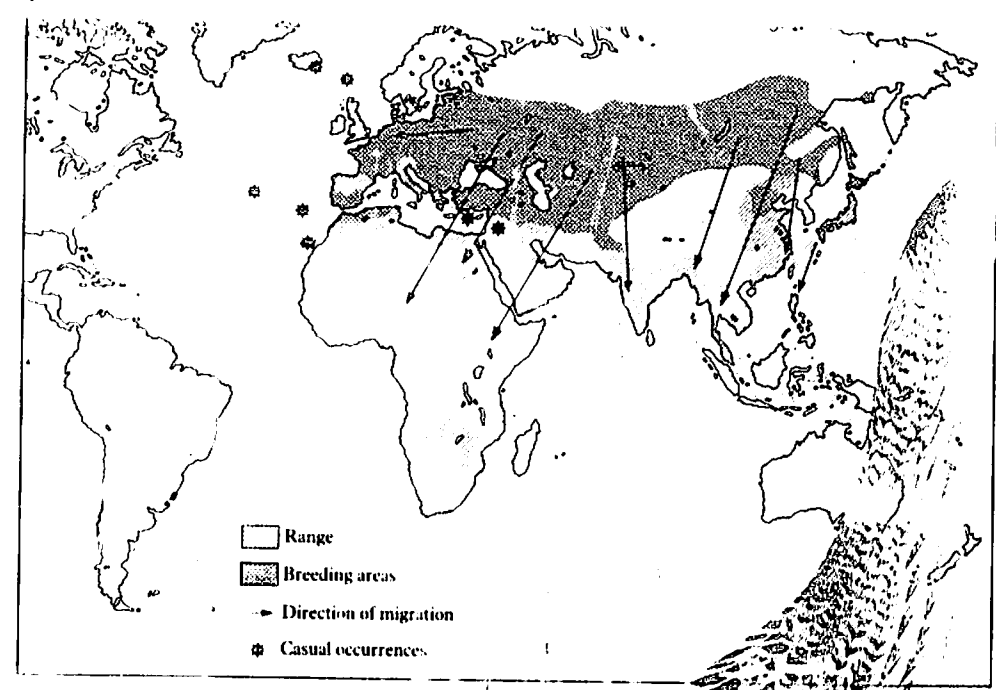 Range
Breeding areas
Direction of migration
Casual occurrences